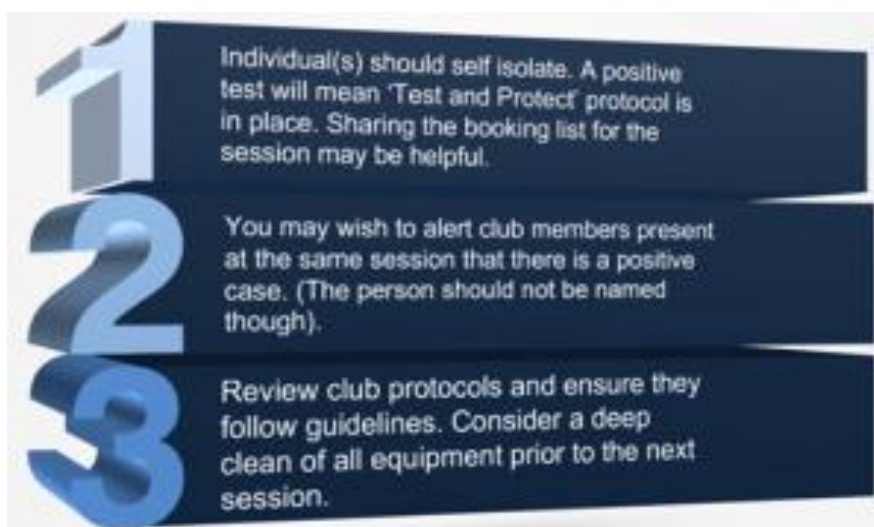 1
Individual(s) should self isolate. A positive
test will mean 'Test and Protect' protocol is
in place. Sharing the booking list for the
session may be helpful.
2
You may wish to alert club members present
at the same session that there is a positive
case. (The person should not be named
though).
3
Review club protocols and ensure they
follow guidelines. Consider a deep
clean of all equipment prior to the next
session.